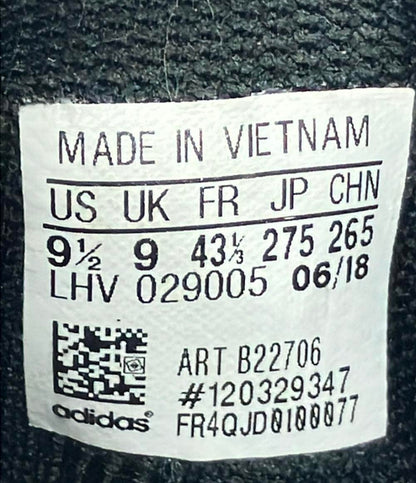 MADE IN VIETNAM
US UK FR JP CHN
9½ 9 43⅓ 275 265
LHV 029005 06/18
ART B22706
#120329347
adidas® FR4QJD0100077